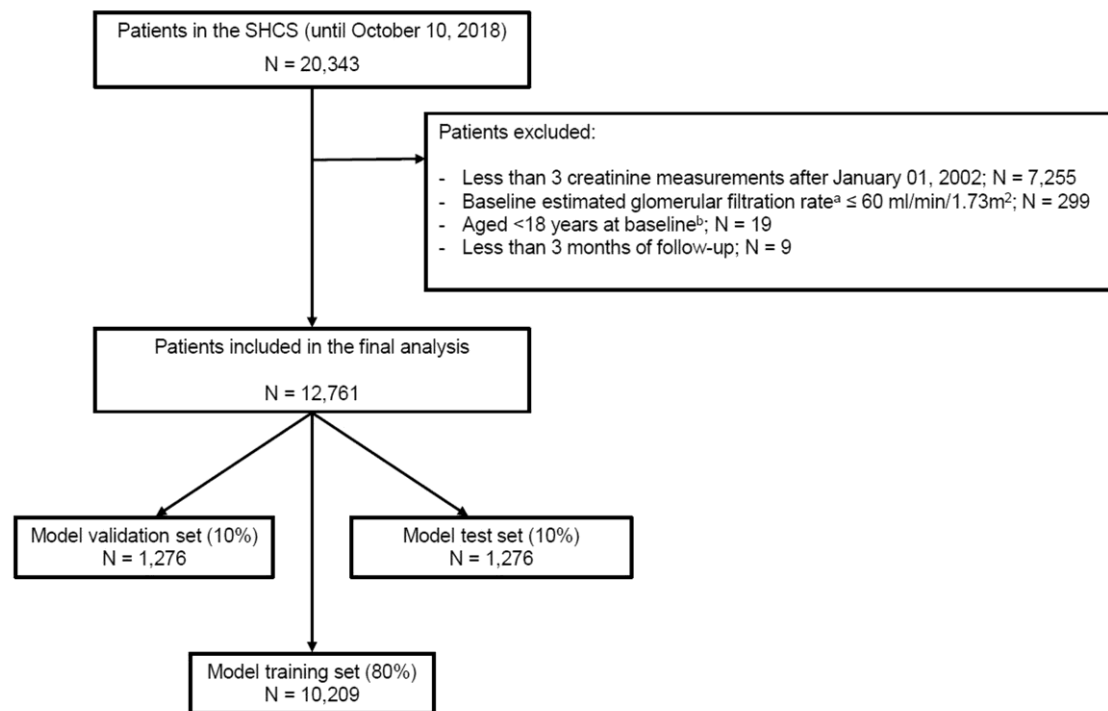 Patients in the SHCS (until October 10, 2018)
N = 20,343
Patients excluded:
- Less than 3 creatinine measurements after January 01, 2002; N = 7,255
- Baseline estimated glomerular filtration rateᵃ ≤ 60 ml/min/1.73m²; N = 299
- Aged <18 years at baselineᵇ; N = 19
- Less than 3 months of follow-up; N = 9
Patients included in the final analysis
N = 12,761
Model validation set (10%)
N = 1,276
Model test set (10%)
N = 1,276
Model training set (80%)
N = 10,209